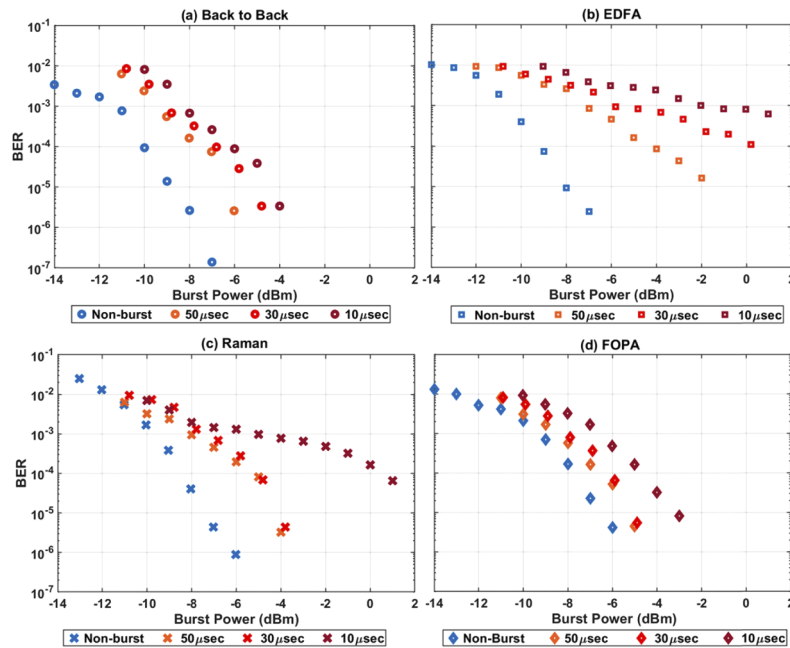 (a) Back to Back
10⁻¹
10⁻²
10⁻³
10⁻⁴
10⁻⁵
10⁻⁶
10⁻⁷
BER
-14 -12 -10 -8 -6 -4 -2 0 2
Burst Power (dBm)
Non-burst 50μsec 30μsec 10μsec
(b) EDFA
-14 -12 -10 -8 -6 -4 -2 0 2
Burst Power (dBm)
Non-burst 50μsec 30μsec 10μsec
(c) Raman
10⁻¹
10⁻²
10⁻³
10⁻⁴
10⁻⁵
10⁻⁶
10⁻⁷
BER
-14 -12 -10 -8 -6 -4 -2 0 2
Burst Power (dBm)
Non-burst 50μsec 30μsec 10μsec
(d) FOPA
-14 -12 -10 -8 -6 -4 -2 0 2
Burst Power (dBm)
Non-Burst 50μsec 30μsec 10μsec